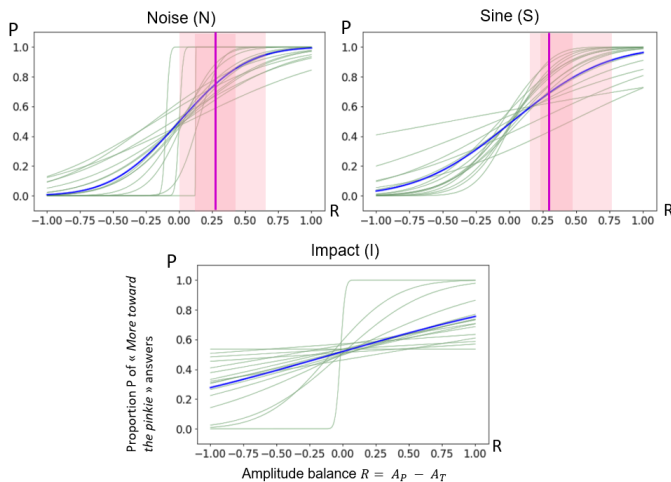 Noise (N)
P
1.0
0.8
0.6
0.4
0.2
0.0
−1.00 −0.75 −0.50 −0.25 0.00 0.25 0.50 0.75 1.00
R
Sine (S)
P
1.0
0.8
0.6
0.4
0.2
0.0
−1.00 −0.75 −0.50 −0.25 0.00 0.25 0.50 0.75 1.00
R
Impact (I)
P
1.0
0.8
0.6
0.4
0.2
0.0
−1.00 −0.75 −0.50 −0.25 0.00 0.25 0.50 0.75 1.00
R
Proportion P of « More toward
the pinkie » answers
Amplitude balance R = A_P − A_T